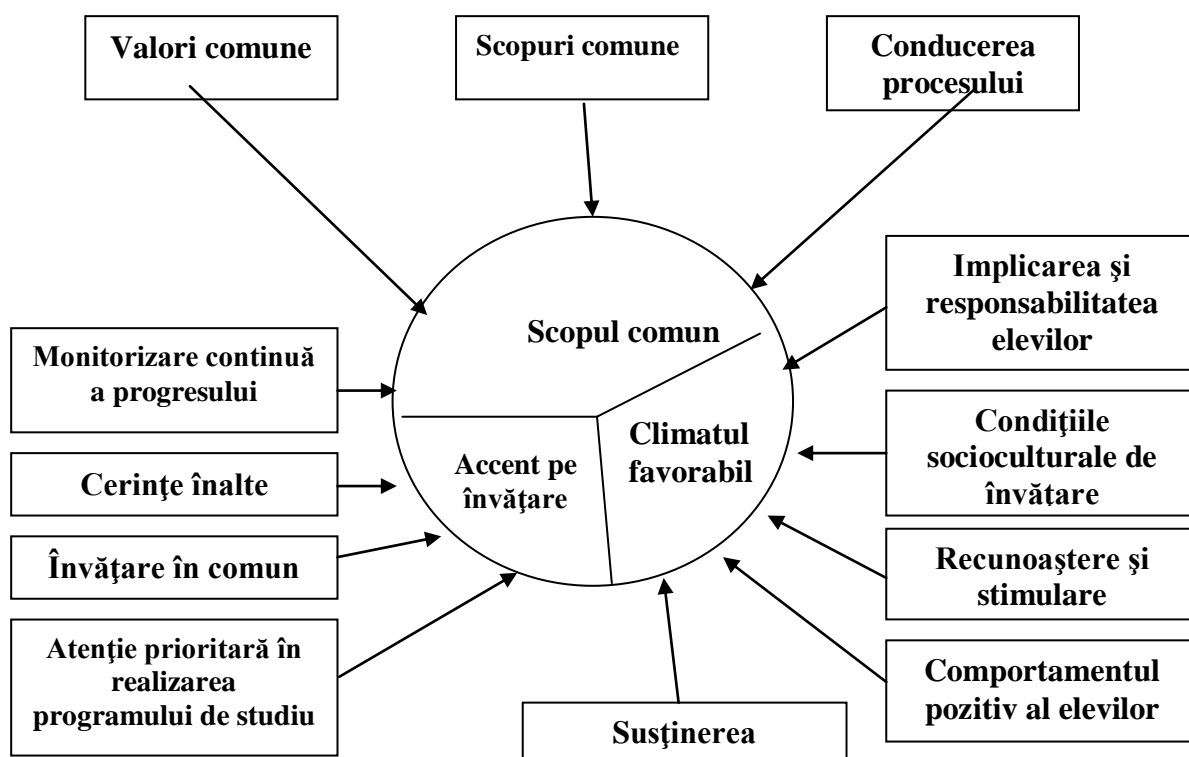 Valori comune
Scopuri comune
Conducerea
procesului
Implicarea şi
responsabilitatea
elevilor
Scopul comun
Monitorizare continuă
a progresului
Climatul
favorabil
Condiţiile
socioculturale de
învăţare
Accent pe
învăţare
Cerinţe înalte
Învăţare în comun
Recunoaştere şi
stimulare
Atenţie prioritară în
realizarea
programului de studiu
Comportamentul
pozitiv al elevilor
Susţinerea